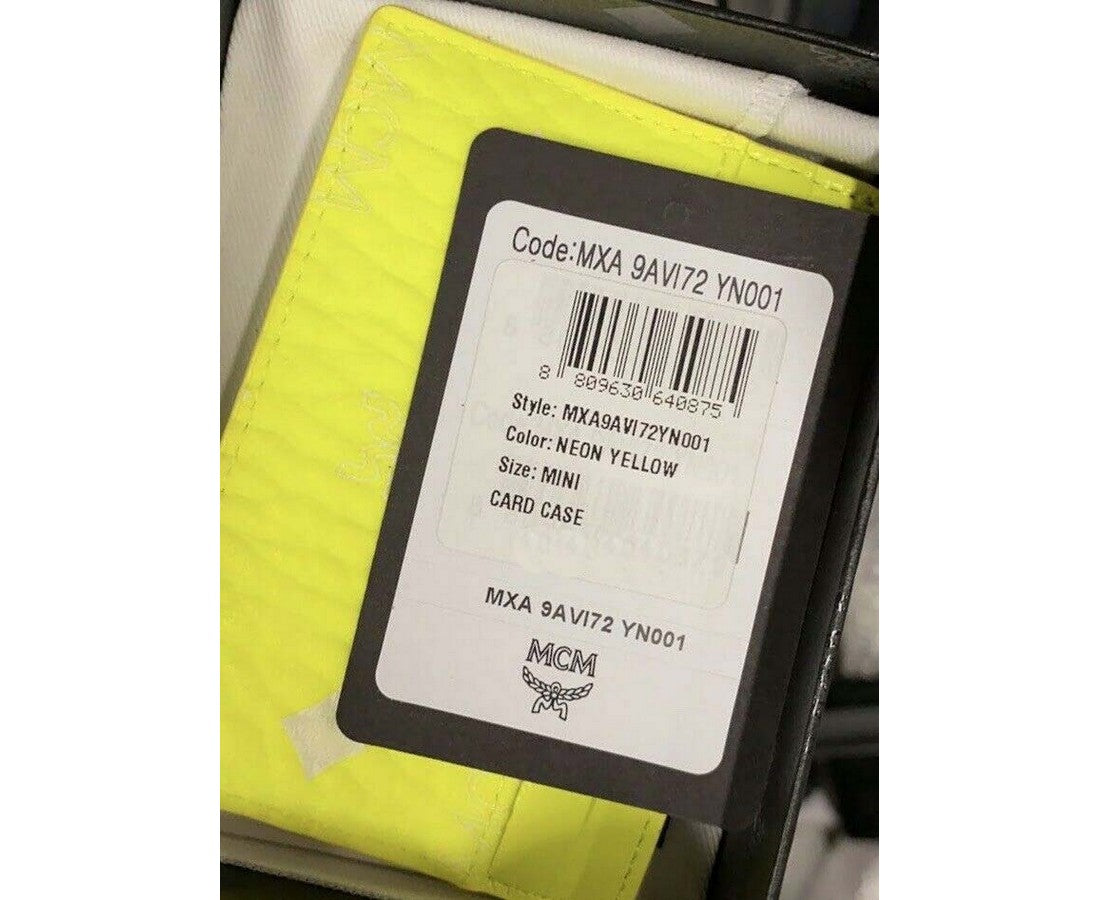 MCM
Code:MXA 9AVI72 YN001
8 809630 640875
Style: MXA9AVI72YN001
Color: NEON YELLOW
Size: MINI
CARD CASE
MXA 9AVI72 YN001
MCM